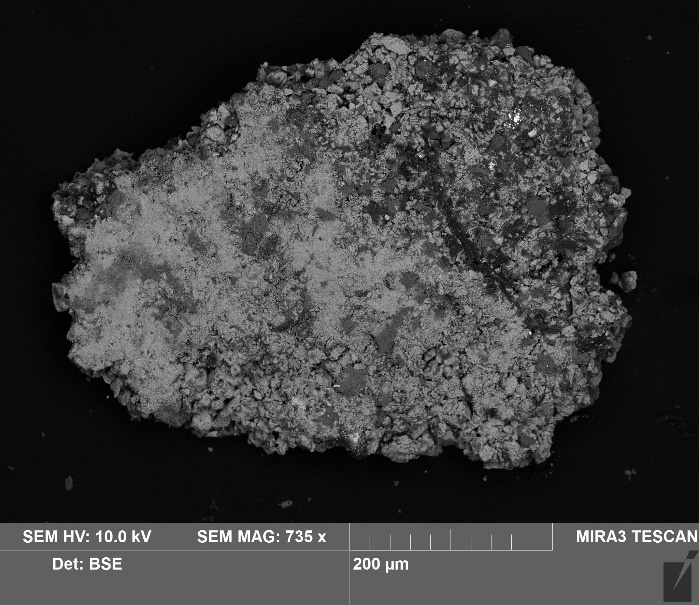 SEM HV: 10.0 kV SEM MAG: 735 x MIRA3 TESCAN
Det: BSE 200 µm